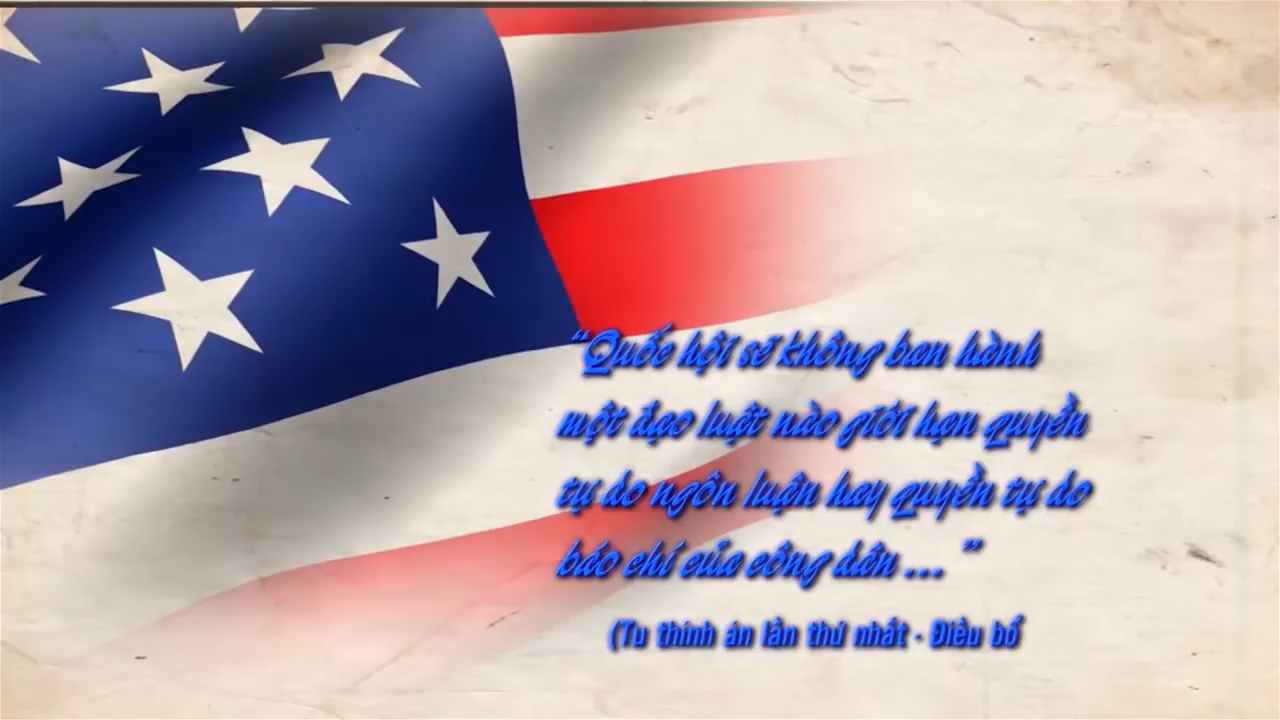 “Quốc hội sẽ không ban hành
một đạo luật nào giới hạn quyền
tự do ngôn luận hay quyền tự do
báo chí của công dân ... ”
(Tu thính án lần thứ nhất - Điều bổ